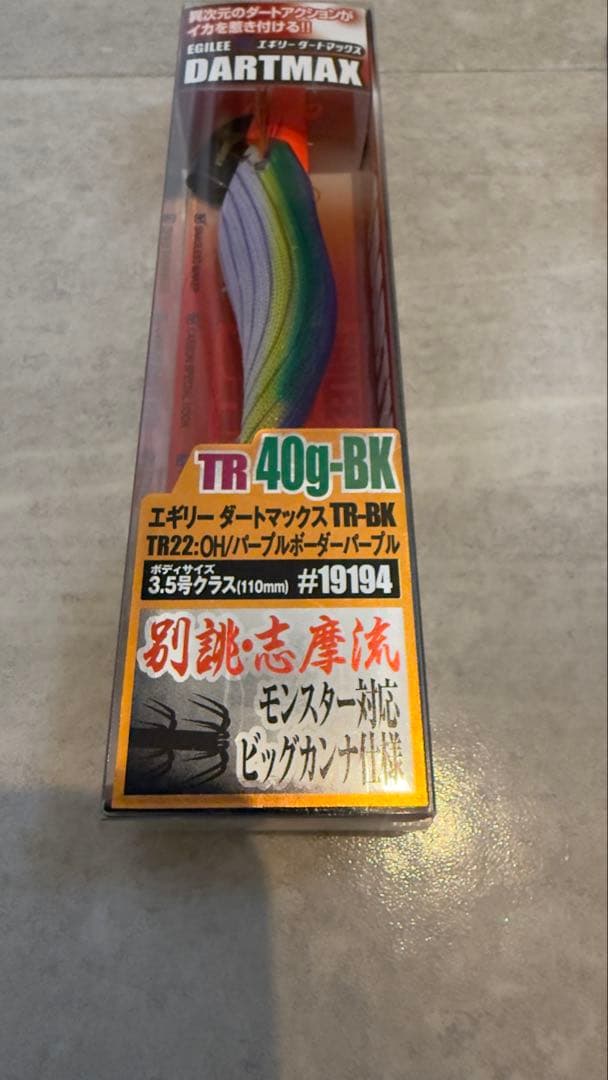 異次元のダートアクションが
イカを惹き付ける!!
EGILEE エギリーダートマックス
DARTMAX
TR 40g-BK
エギリー ダートマックス TR-BK
TR22:OH/パープルボーダーパープル
ボディサイズ
3.5号クラス(110mm) #19194
別誂・志摩流
モンスター対応
ビッグカンナ仕様